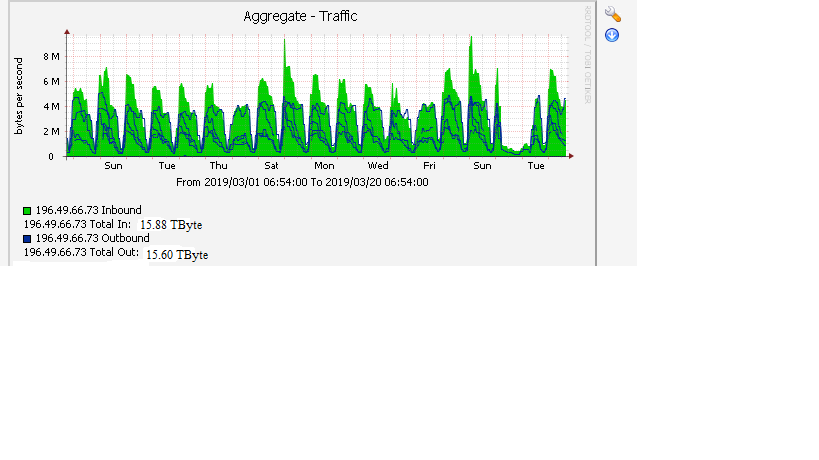 Aggregate - Traffic
RRDTOOL / TOBI OETIKER
bytes per second
8 M
6 M
4 M
2 M
0
Sun Tue Thu Sat Mon Wed Fri Sun Tue
From 2019/03/01 06:54:00 To 2019/03/20 06:54:00
196.49.66.73 Inbound
196.49.66.73 Total In: 15.88 TByte
196.49.66.73 Outbound
196.49.66.73 Total Out: 15.60 TByte